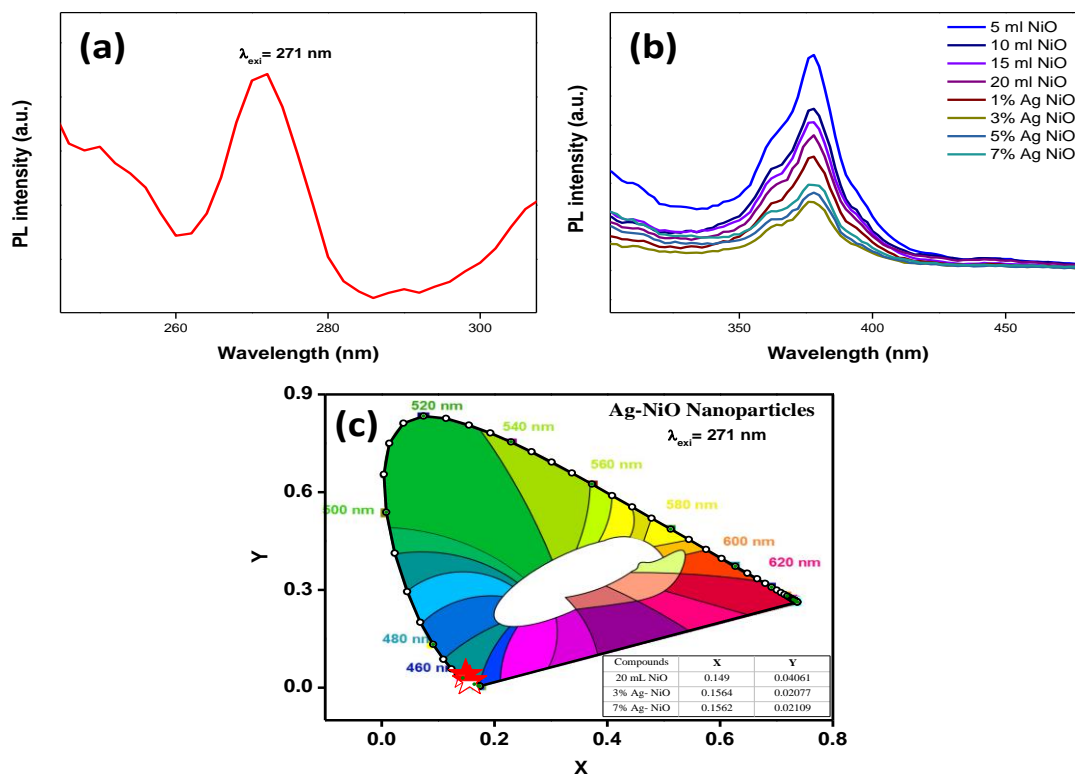 (a)
λexi= 271 nm
PL intensity (a.u.)
260
280
300
Wavelength (nm)
(b)
5 ml NiO
10 ml NiO
15 ml NiO
20 ml NiO
1% Ag NiO
3% Ag NiO
5% Ag NiO
7% Ag NiO
PL intensity (a.u.)
350
400
450
Wavelength (nm)
(c)
Ag-NiO Nanoparticles
λexi= 271 nm
0.9
0.6
0.3
0.0
Y
520 nm
540 nm
560 nm
500 nm
580 nm
600 nm
620 nm
480 nm
460 nm
Compounds X Y
20 mL NiO 0.149 0.04061
3% Ag- NiO 0.1564 0.02077
7% Ag- NiO 0.1562 0.02109
0.0 0.2 0.4 0.6 0.8
X